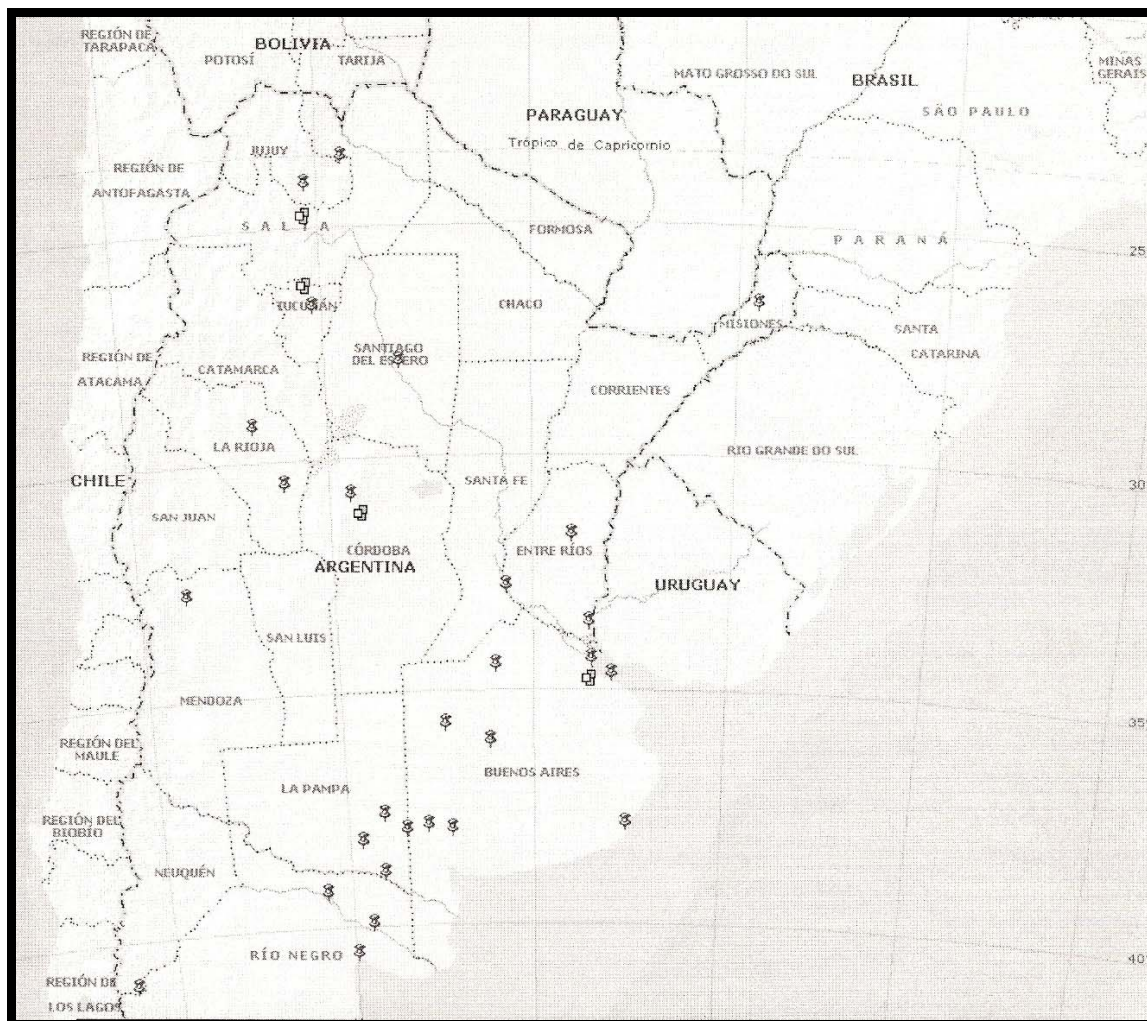 REGIÓN DE
TARAPACA
BOLIVIA
POTOSÍ
TARIJA
MATO GROSSO DO SUL
BRASIL
MINAS
GERAIS
SÃO PAULO
PARAGUAY
Trópico de Capricornio
JUJUY
REGIÓN DE
ANTOFAGASTA
SALTA
FORMOSA
PARANÁ
25°
CHACO
TUCUMÁN
MISIONES
SANTA
CATARINA
SANTIAGO
DEL ESTERO
REGIÓN DE
ATACAMA
CATAMARCA
CORRIENTES
LA RIOJA
RIO GRANDE DO SUL
CHILE
SANTA FE
30°
SAN JUAN
CÓRDOBA
ENTRE RÍOS
ARGENTINA
URUGUAY
SAN LUIS
MENDOZA
35°
REGIÓN DEL
MAULE
BUENOS AIRES
LA PAMPA
REGIÓN DEL
BIOBÍO
NEUQUÉN
RÍO NEGRO
40°
REGIÓN DE
LOS LAGOS